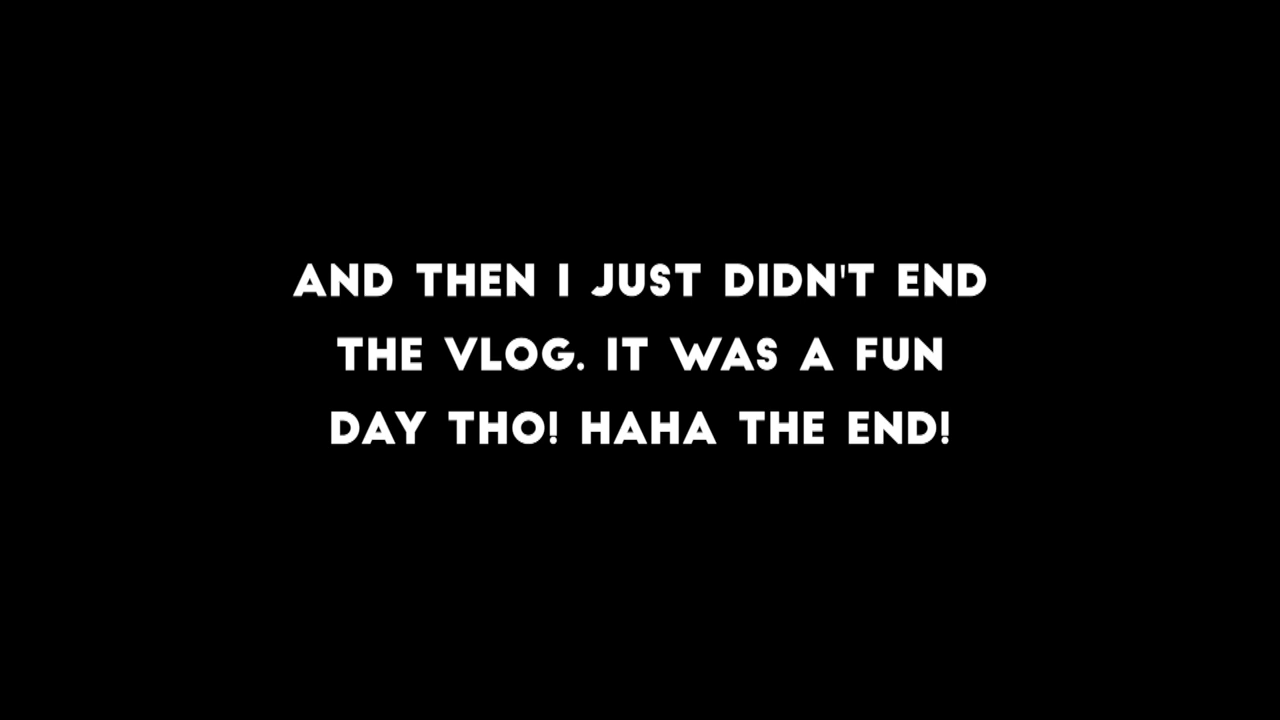 AND THEN I JUST DIDN'T END
THE VLOG. IT WAS A FUN
DAY THO! HAHA THE END!